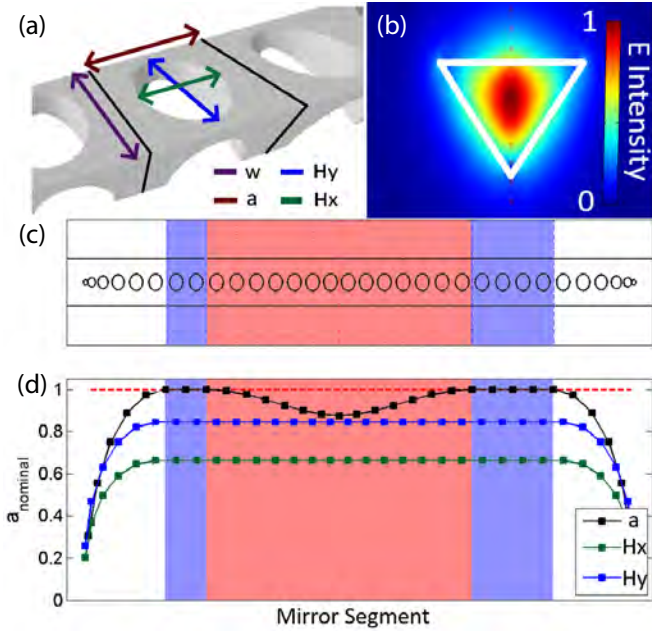 (a)
w
a
Hy
Hx
(b)
1
0
E Intensity
(c)
(d)
1
0.8
0.6
0.4
0.2
0
a nominal
a
Hx
Hy
Mirror Segment